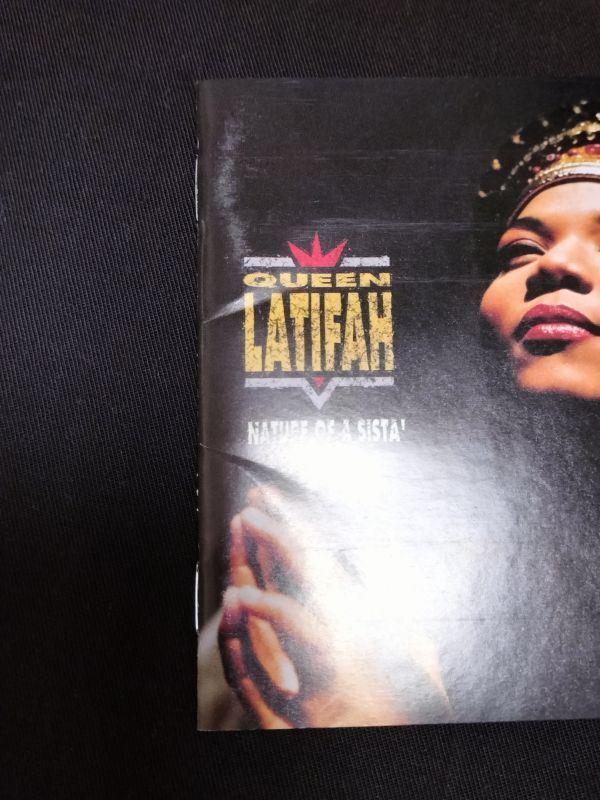 QUEEN
LATIFAH
NATURE OF A SISTA'